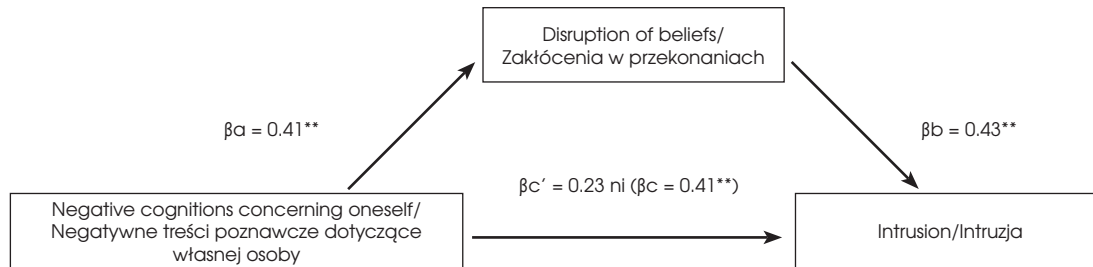 Disruption of beliefs/
Zakłócenia w przekonaniach
βa = 0.41**
βb = 0.43**
βc’ = 0.23 ni (βc = 0.41**)
Negative cognitions concerning oneself/
Negatywne treści poznawcze dotyczące
własnej osoby
Intrusion/Intruzja